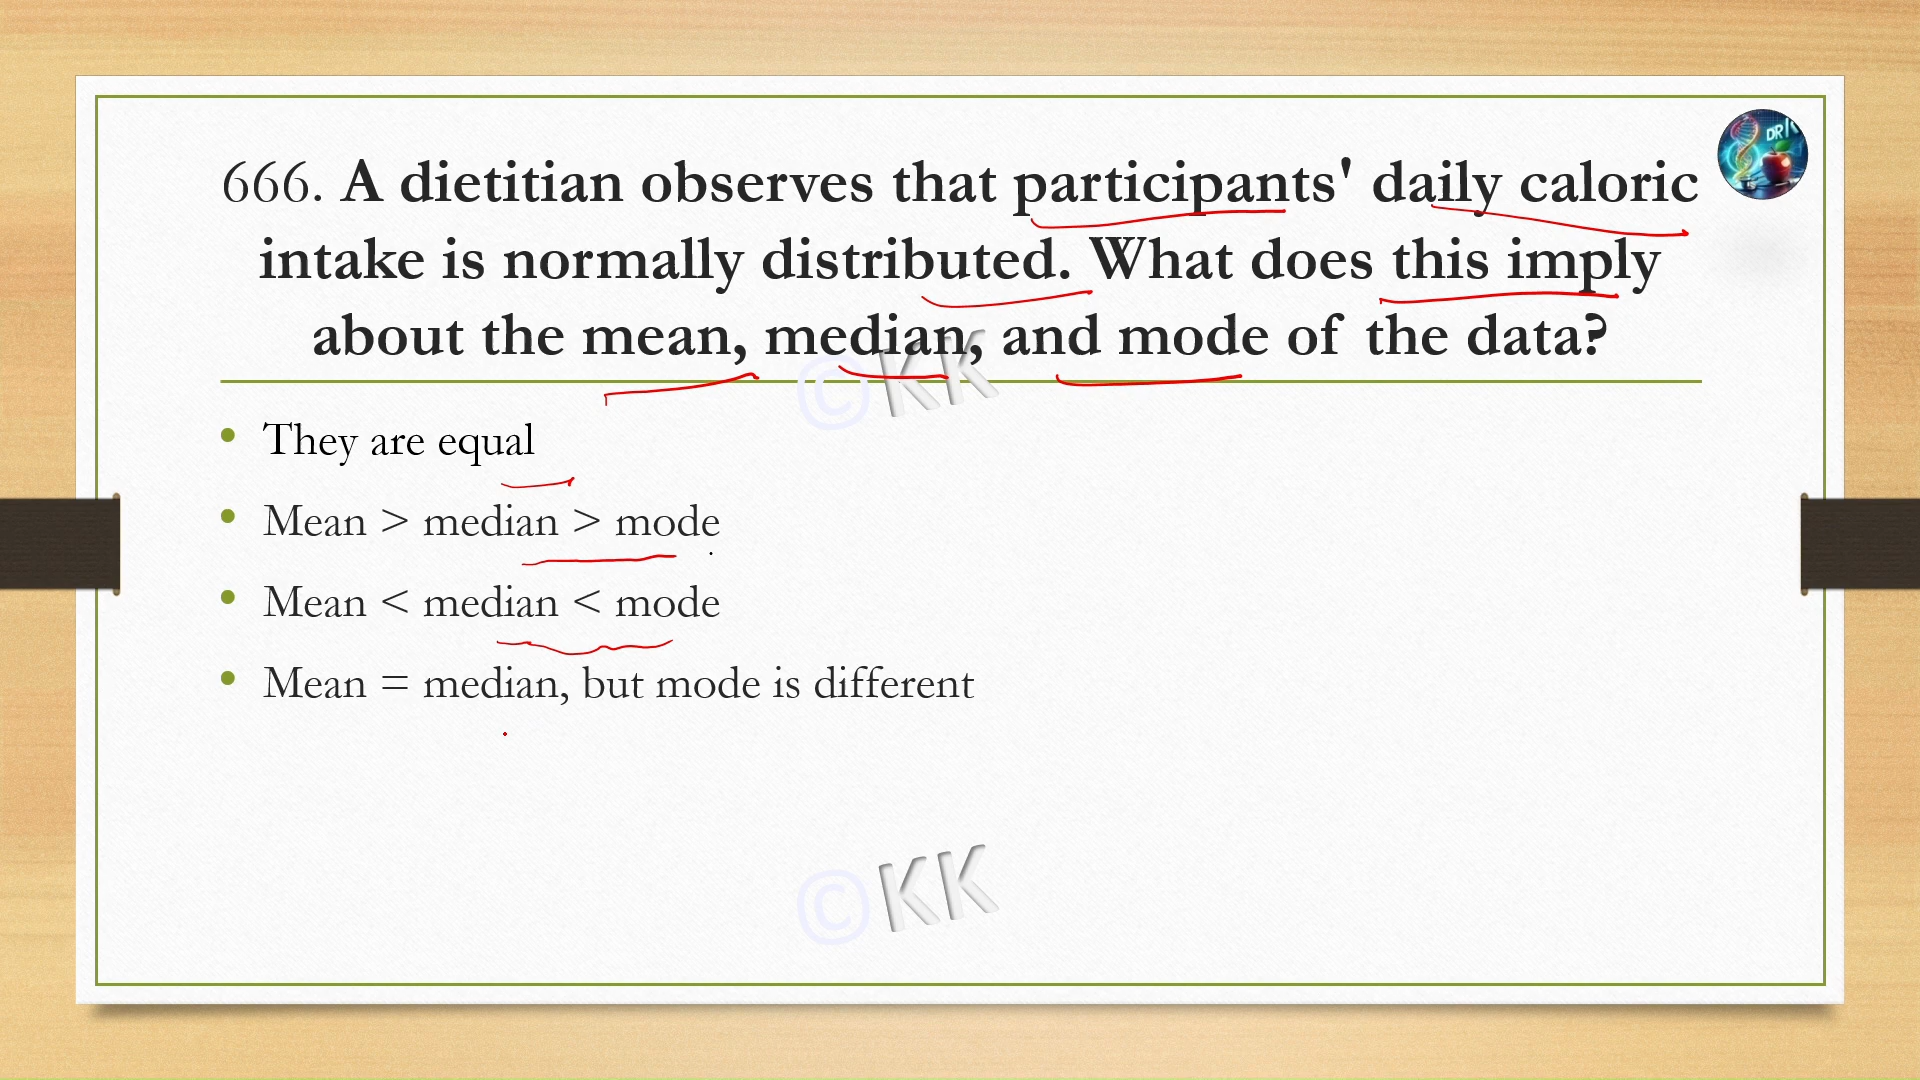 666. A dietitian observes that participants' daily caloric
intake is normally distributed. What does this imply
about the mean, median, and mode of the data?
©KK
They are equal
Mean > median > mode
Mean < median < mode
Mean = median, but mode is different
©KK